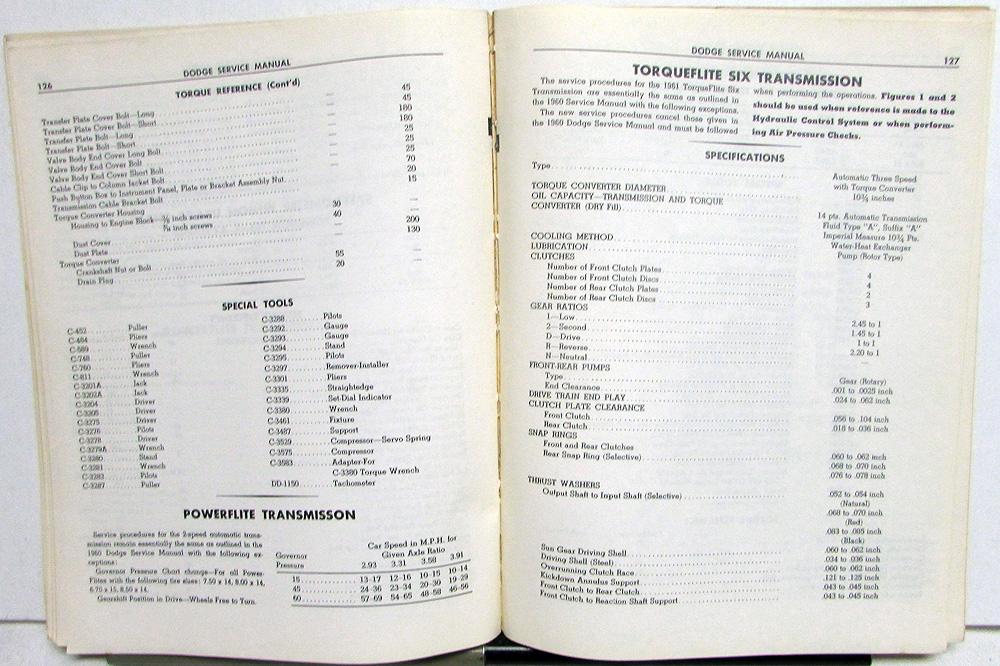 126
DODGE SERVICE MANUAL
TORQUE REFERENCE (Cont'd)
Transfer Plate Cover Bolt—Long — 45
Transfer Plate Cover Bolt—Short — 45
Transfer Plate Bolt—Long — 180
Transfer Plate Bolt—Short — 180
Valve Body End Cover Long Bolt — 25
Valve Body End Cover Bolt — 25
Valve Body End Cover Short Bolt — 25
Cable Clip to Column Jacket Bolt — 70
Push Button Box to Instrument Panel, Plate or Bracket Assembly Nut — 20
Transmission Cable Bracket Bolt — 15
Torque Converter Housing
Housing to Engine Block—⅜ inch screws 30 —
⁷⁄₁₆ inch screws 40 —
Dust Cover — 200
Dust Plate — 130
Torque Converter
Crankshaft Nut or Bolt 55 —
Drain Plug 20 —
SPECIAL TOOLS
C-452 Puller
C-484 Pliers
C-589 Wrench
C-748 Puller
C-760 Pliers
C-811 Wrench
C-3201A Jack
C-3203A Jack
C-3204 Driver
C-3205 Driver
C-3275 Driver
C-3276 Pilots
C-3278 Driver
C-3279A Wrench
C-3280 Stand
C-3281 Wrench
C-3283 Pilots
C-3287 Puller
C-3288 Pilots
C-3292 Gauge
C-3293 Gauge
C-3294 Stand
C-3295 Pilots
C-3297 Remover-Installer
C-3301 Pliers
C-3335 Straightedge
C-3339 Set-Dial Indicator
C-3380 Wrench
C-3461 Fixture
C-3487 Support
C-3529 Compressor—Servo Spring
C-3575 Compressor
C-3583 Adapter-For
C-3380 Torque Wrench
DD-1150 Tachometer
POWERFLITE TRANSMISSON
Service procedures for the 2-speed automatic trans-
mission remain essentially the same as outlined in the
1960 Dodge Service Manual with the following ex-
ceptions:
Governor Pressure Chart change—For all Power
Flites with the following tire sizes: 7.50 x 14, 8.00 x 14,
6.70 x 15, 8.50 x 14.
Gearshift Position in Drive—Wheels Free to Turn.
Car Speed in M.P.H. for
Governor Given Axle Ratio
Pressure 2.93 3.31 3.58 3.91
15 13-17 12-16 10-15 10-14
45 24-36 23-34 20-30 19-29
60 57-69 54-65 48-58 46-56
DODGE SERVICE MANUAL
127
TORQUEFLITE SIX TRANSMISSION
The service procedures for the 1961 TorqueFlite Six
Transmission are essentially the same as outlined in
the 1960 Service Manual with the following exceptions.
The new service procedures cancel those given in
the 1960 Dodge Service Manual and must be followed
when performing the operations. Figures 1 and 2
should be used when reference is made to the
Hydraulic Control System or when perform-
ing Air Pressure Checks.
SPECIFICATIONS
Type Automatic Three Speed
with Torque Converter
TORQUE CONVERTER DIAMETER 10¾ inches
OIL CAPACITY—TRANSMISSION AND TORQUE
CONVERTER (DRY Fill) 14 pts. Automatic Transmission
Fluid Type "A", Suffix "A"
Imperial Measure 10¾ Pts.
COOLING METHOD Water-Heat Exchanger
LUBRICATION Pump (Rotor Type)
CLUTCHES
Number of Front Clutch Plates 4
Number of Front Clutch Discs 4
Number of Rear Clutch Plates 2
Number of Rear Clutch Discs 3
GEAR RATIOS
1—Low 2.45 to 1
2—Second 1.45 to 1
D—Drive 1 to 1
R—Reverse 2.20 to 1
N—Neutral —
FRONT-REAR PUMPS
Type Gear (Rotary)
End Clearance .001 to .0025 inch
DRIVE TRAIN END PLAY .024 to .062 inch
CLUTCH PLATE CLEARANCE
Front Clutch .056 to .104 inch
Rear Clutch .018 to .036 inch
SNAP RINGS
Front and Rear Clutches
Rear Snap Ring (Selective) .060 to .062 inch
.068 to .070 inch
.076 to .078 inch
THRUST WASHERS
Output Shaft to Input Shaft (Selective) .052 to .054 inch
(Natural)
.068 to .070 inch
(Red)
.083 to .085 inch
(Black)
Sun Gear Driving Shell .060 to .062 inch
Driving Shell (Steel) .034 to .036 inch
Overrunning Clutch Race .060 to .062 inch
Kickdown Annulus Support .121 to .125 inch
Front Clutch to Rear Clutch .043 to .045 inch
Front Clutch to Reaction Shaft Support .043 to .045 inch